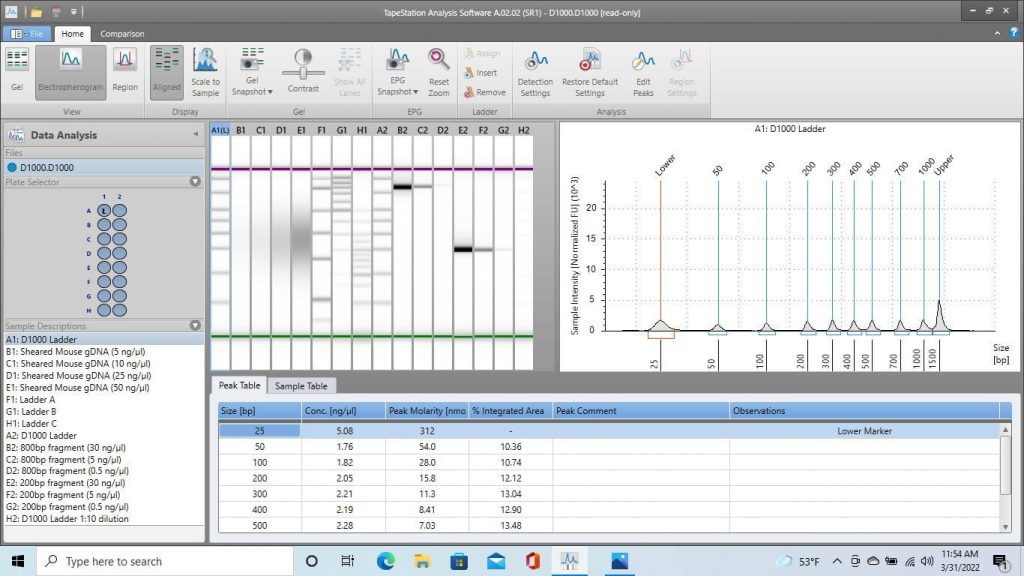 TapeStation Analysis Software A.02.02 (SR1) - D1000.D1000 [read-only]
File Home Comparison
Gel Electropherogram Region Aligned Scale to Sample Gel Snapshot Contrast Show All Lanes EPG Snapshot Reset Zoom Assign Insert Remove Detection Settings Restore Default Settings Edit Peaks Region Settings
View Display Gel EPG Ladder Analysis
Data Analysis
Files
D1000.D1000
Plate Selector
1 2
A L
B
C
D
E
F
G
H
Sample Descriptions
A1: D1000 Ladder
B1: Sheared Mouse gDNA (5 ng/µl)
C1: Sheared Mouse gDNA (10 ng/µl)
D1: Sheared Mouse gDNA (25 ng/µl)
E1: Sheared Mouse gDNA (50 ng/µl)
F1: Ladder A
G1: Ladder B
H1: Ladder C
A2: D1000 Ladder
B2: 800bp fragment (30 ng/µl)
C2: 800bp fragment (5 ng/µl)
D2: 800bp fragment (0.5 ng/µl)
E2: 200bp fragment (30 ng/µl)
F2: 200bp fragment (5 ng/µl)
G2: 200bp fragment (0.5 ng/µl)
H2: D1000 Ladder 1:10 dilution
A1(L) B1 C1 D1 E1 F1 G1 H1 A2 B2 C2 D2 E2 F2 G2 H2
A1: D1000 Ladder
Lower 50 100 200 300 400 500 700 1000 Upper
Sample Intensity [Normalized FU] (10^3)
20
15
10
5
0
25 50 100 200 300 400 500 700 1000 1500
Size [bp]
Peak Table Sample Table
Size [bp] Conc. [ng/µl] Peak Molarity [nmo % Integrated Area Peak Comment Observations
25 5.08 312 - Lower Marker
50 1.76 54.0 10.36
100 1.82 28.0 10.74
200 2.05 15.8 12.12
300 2.21 11.3 13.04
400 2.19 8.41 12.90
500 2.28 7.03 13.48
Type here to search
53°F
11:54 AM
3/31/2022
1